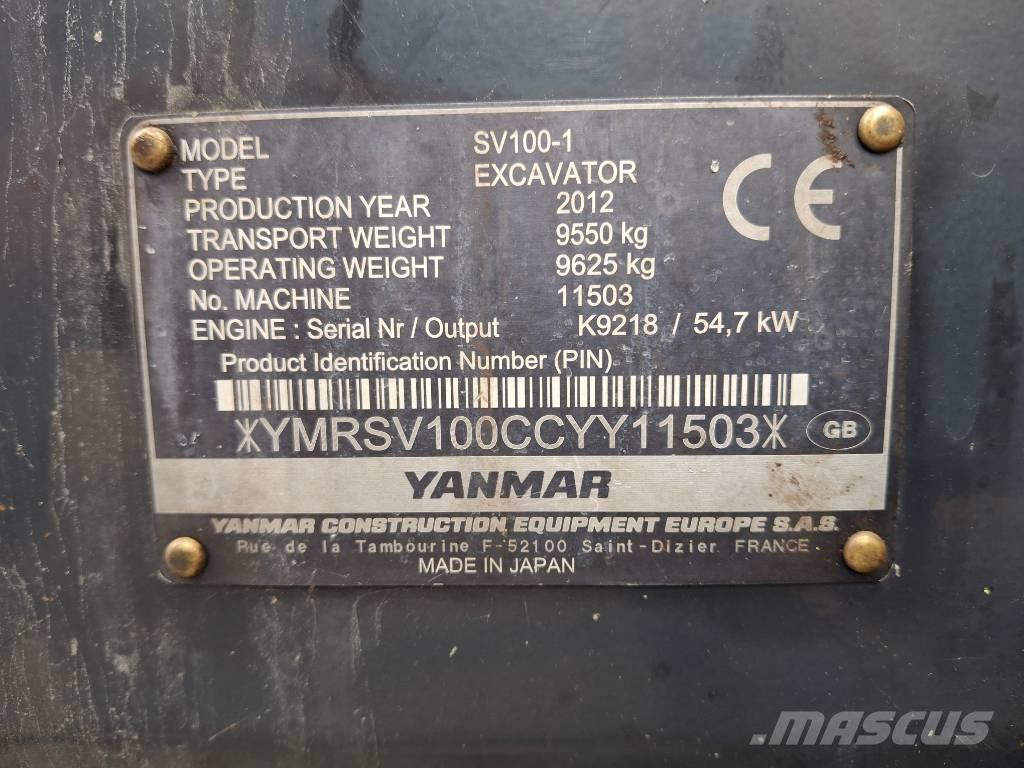 MODEL SV100-1
TYPE EXCAVATOR
PRODUCTION YEAR 2012
TRANSPORT WEIGHT 9550 kg
OPERATING WEIGHT 9625 kg
No. MACHINE 11503
ENGINE : Serial Nr / Output K9218 / 54,7 kW
Product Identification Number (PIN)
*YMRSV100CCYY11503*
GB
CE
YANMAR
YANMAR CONSTRUCTION EQUIPMENT EUROPE S.A.S.
Rue de la Tambourine F-52100 Saint-Dizier FRANCE
MADE IN JAPAN
MASCUS